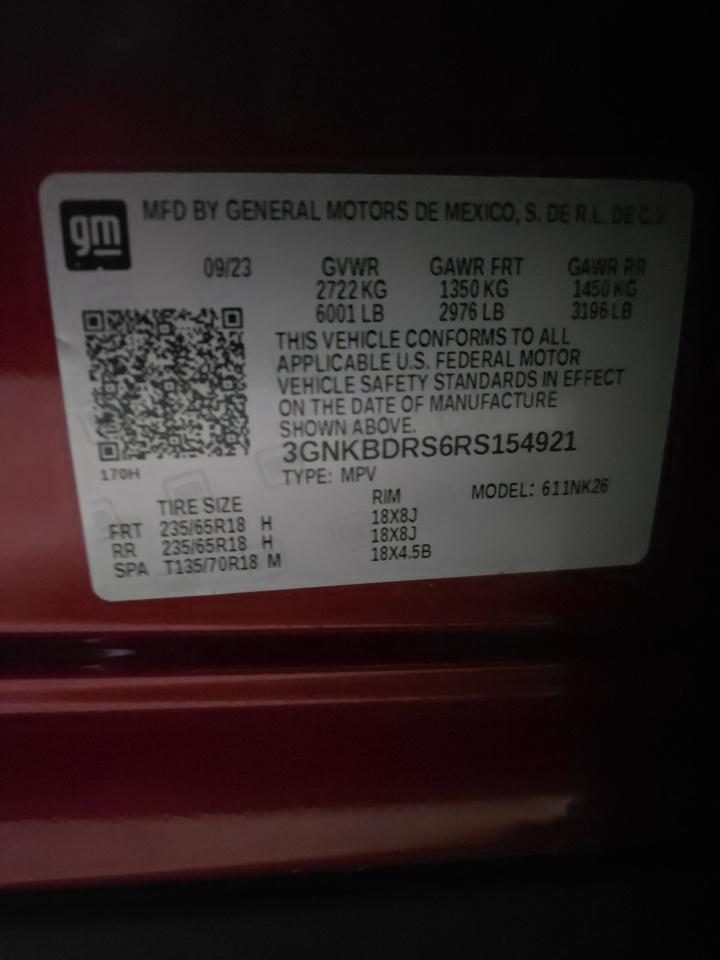 gm
MFD BY GENERAL MOTORS DE MEXICO, S. DE R.L. DE C.V.
09/23
GVWR GAWR FRT GAWR RR
2722 KG 1350 KG 1450 KG
6001 LB 2976 LB 3196 LB
THIS VEHICLE CONFORMS TO ALL
APPLICABLE U.S. FEDERAL MOTOR
VEHICLE SAFETY STANDARDS IN EFFECT
ON THE DATE OF MANUFACTURE
SHOWN ABOVE.
3GNKBDRS6RS154921
170H
TYPE: MPV
MODEL: 611NK26
TIRE SIZE RIM
FRT 235/65R18 H 18X8J
RR 235/65R18 H 18X8J
SPA T135/70R18 M 18X4.5B